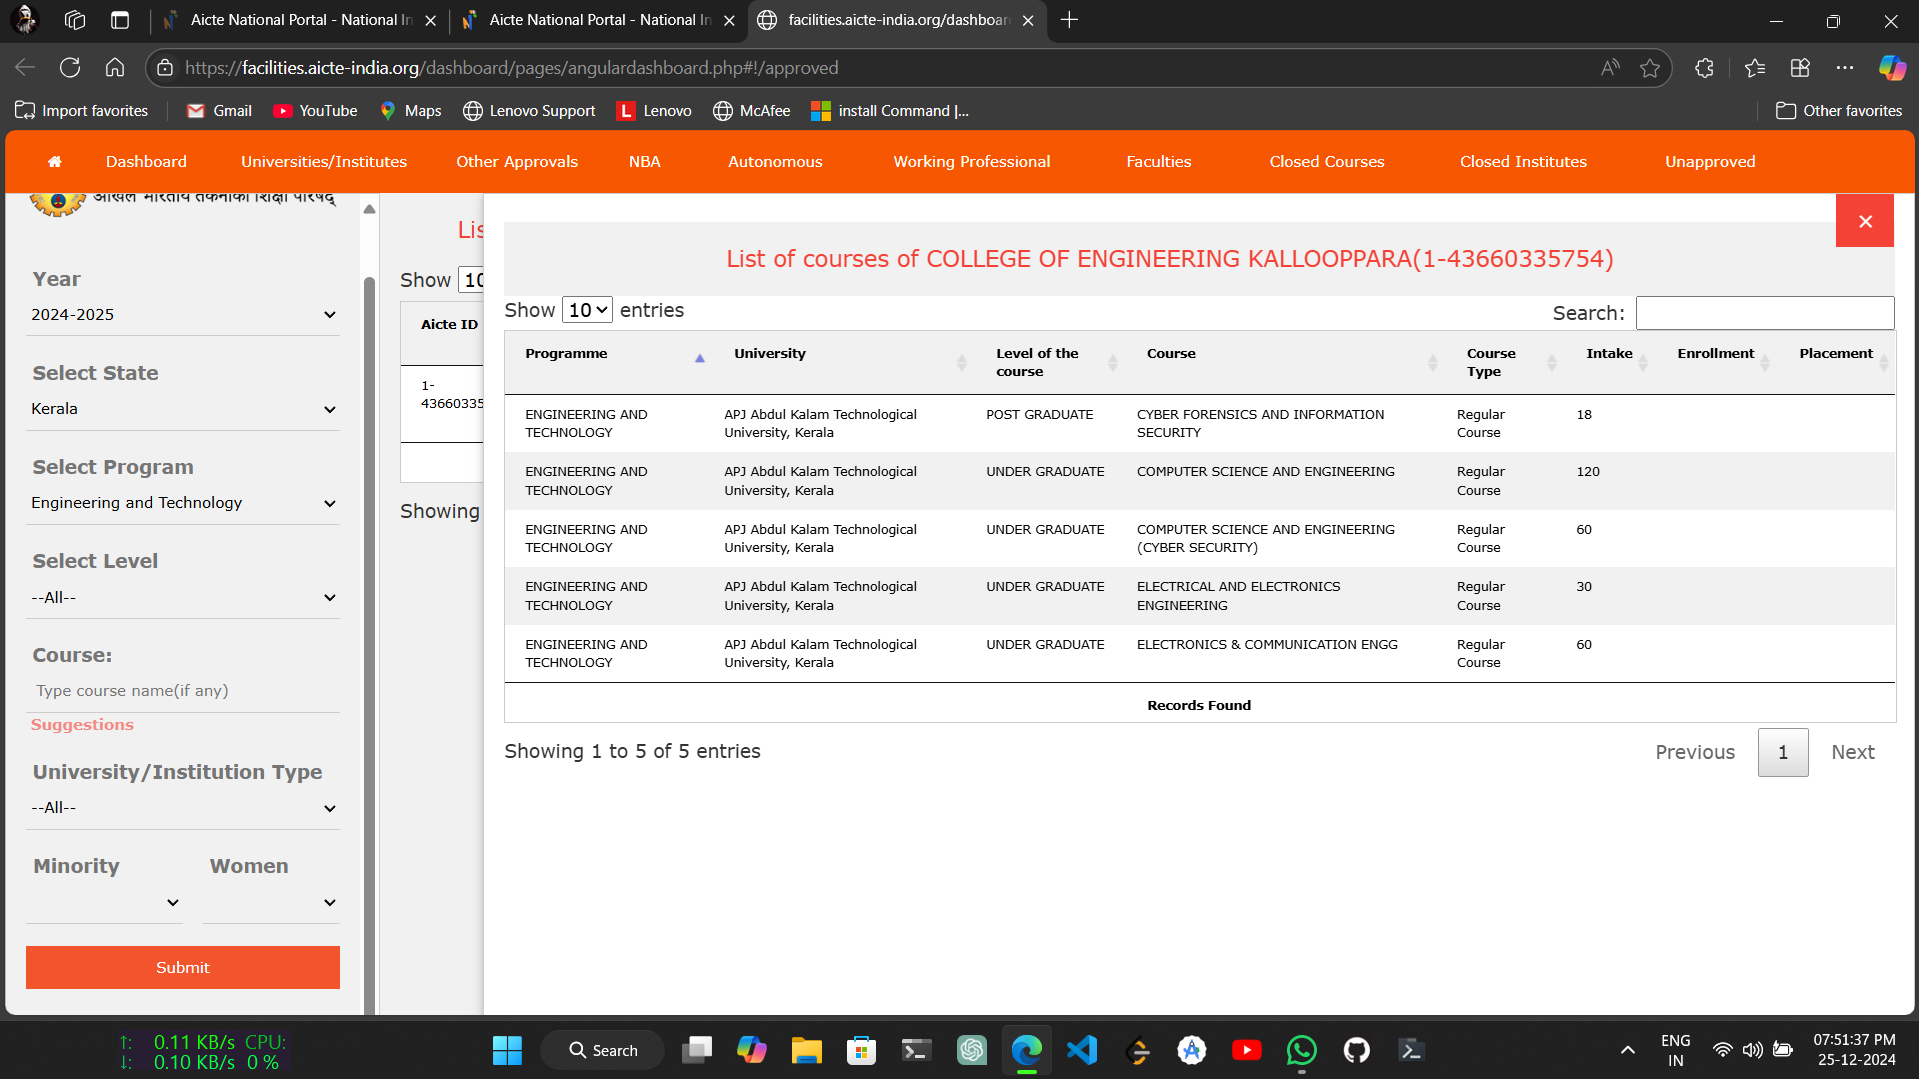 Aicte National Portal - National In
Aicte National Portal - National In
facilities.aicte-india.org/dashboar
https://facilities.aicte-india.org/dashboard/pages/angulardashboard.php#!/approved
Import favorites
Gmail
YouTube
Maps
Lenovo Support
L Lenovo
McAfee
install Command |...
Other favorites
Dashboard
Universities/Institutes
Other Approvals
NBA
Autonomous
Working Professional
Faculties
Closed Courses
Closed Institutes
Unapproved
अखिल भारतीय तकनीकी शिक्षा परिषद्
Year
2024-2025
Select State
Kerala
Select Program
Engineering and Technology
Select Level
--All--
Course:
Type course name(if any)
Suggestions
University/Institution Type
--All--
Minority Women
Submit
Lis
Show 10
Aicte ID
1-
43660335
Showing
×
List of courses of COLLEGE OF ENGINEERING KALLOOPPARA(1-43660335754)
Show 10 entries
Search:
Programme University Level of the course Course Course Type Intake Enrollment Placement
ENGINEERING AND TECHNOLOGY APJ Abdul Kalam Technological University, Kerala POST GRADUATE CYBER FORENSICS AND INFORMATION SECURITY Regular Course 18
ENGINEERING AND TECHNOLOGY APJ Abdul Kalam Technological University, Kerala UNDER GRADUATE COMPUTER SCIENCE AND ENGINEERING Regular Course 120
ENGINEERING AND TECHNOLOGY APJ Abdul Kalam Technological University, Kerala UNDER GRADUATE COMPUTER SCIENCE AND ENGINEERING (CYBER SECURITY) Regular Course 60
ENGINEERING AND TECHNOLOGY APJ Abdul Kalam Technological University, Kerala UNDER GRADUATE ELECTRICAL AND ELECTRONICS ENGINEERING Regular Course 30
ENGINEERING AND TECHNOLOGY APJ Abdul Kalam Technological University, Kerala UNDER GRADUATE ELECTRONICS & COMMUNICATION ENGG Regular Course 60
Records Found
Showing 1 to 5 of 5 entries
Previous 1 Next
↑: 0.11 KB/s CPU:
↓: 0.10 KB/s 0 %
Search
ENG
IN
07:51:37 PM
25-12-2024